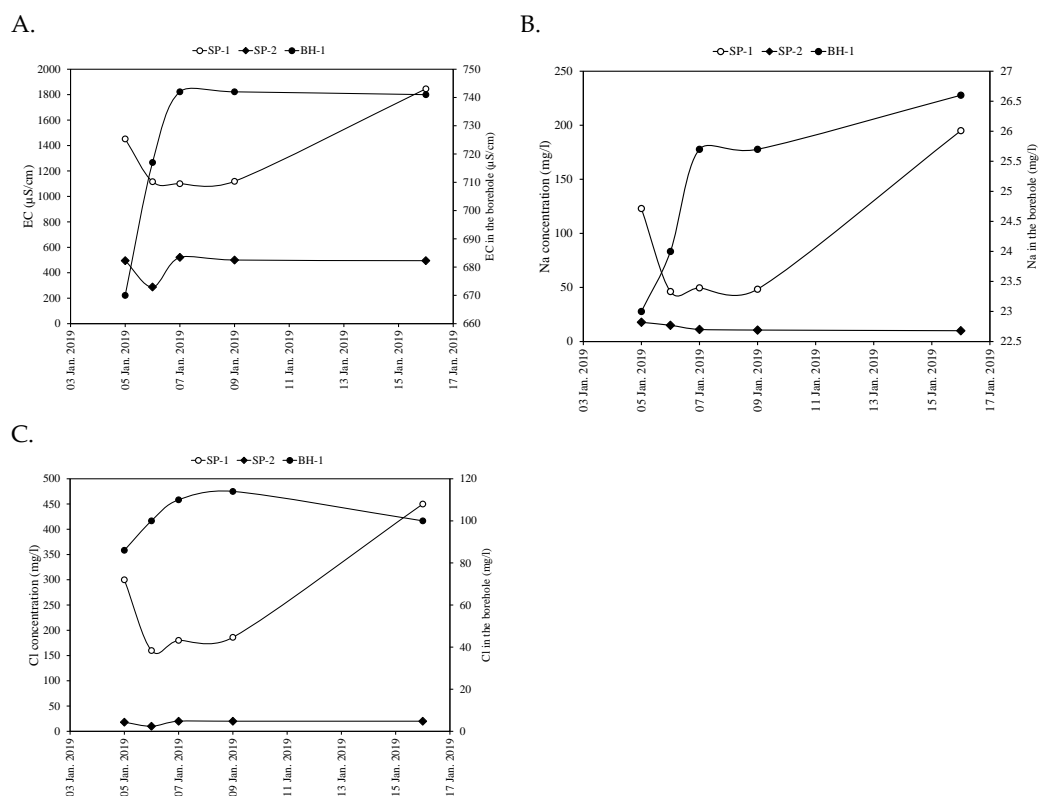 A.
SP-1 SP-2 BH-1
2000
1800
1600
1400
1200
1000
800
600
400
200
0
EC (µS/cm)
750
740
730
720
710
700
690
680
670
660
EC in the borehole (µS/cm)
03 Jan. 2019
05 Jan. 2019
07 Jan. 2019
09 Jan. 2019
11 Jan. 2019
13 Jan. 2019
15 Jan. 2019
17 Jan. 2019
B.
SP-1 SP-2 BH-1
250
200
150
100
50
0
Na concentration (mg/l)
27
26.5
26
25.5
25
24.5
24
23.5
23
22.5
Na in the borehole (mg/l)
03 Jan. 2019
05 Jan. 2019
07 Jan. 2019
09 Jan. 2019
11 Jan. 2019
13 Jan. 2019
15 Jan. 2019
17 Jan. 2019
C.
SP-1 SP-2 BH-1
500
450
400
350
300
250
200
150
100
50
0
Cl concentration (mg/l)
120
100
80
60
40
20
0
Cl in the borehole (mg/l)
03 Jan. 2019
05 Jan. 2019
07 Jan. 2019
09 Jan. 2019
11 Jan. 2019
13 Jan. 2019
15 Jan. 2019
17 Jan. 2019